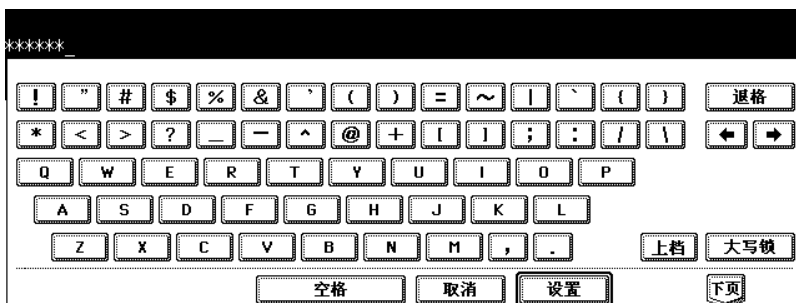 ******_
! " # $ % & ' ( ) = ~ | ` { } 退格
* < > ? _ - ^ @ + [ ] ; : / \ ← →
Q W E R T Y U I O P
A S D F G H J K L
Z X C V B N M , . 上档 大写锁
空格 取消 设置 下页